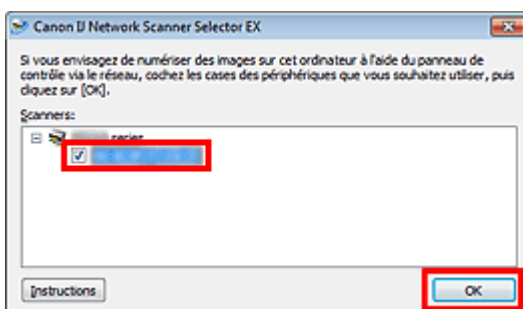 Canon IJ Network Scanner Selector EX
Si vous envisagez de numériser des images sur cet ordinateur à l'aide du panneau de
contrôle via le réseau, cochez les cases des périphériques que vous souhaitez utiliser, puis
cliquez sur [OK].
Scanners:
series
Instructions
OK